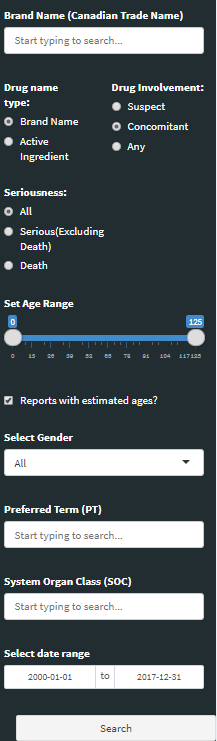 Brand Name (Canadian Trade Name)
Start typing to search...
Drug name
type:
Brand Name
Active
Ingredient
Drug Involvement:
Suspect
Concomitant
Any
Seriousness:
All
Serious(Excluding
Death)
Death
Set Age Range
0 125
0 13 26 39 52 65 78 91 104 117 125
Reports with estimated ages?
Select Gender
All
Preferred Term (PT)
Start typing to search...
System Organ Class (SOC)
Start typing to search...
Select date range
2000-01-01 to 2017-12-31
Search